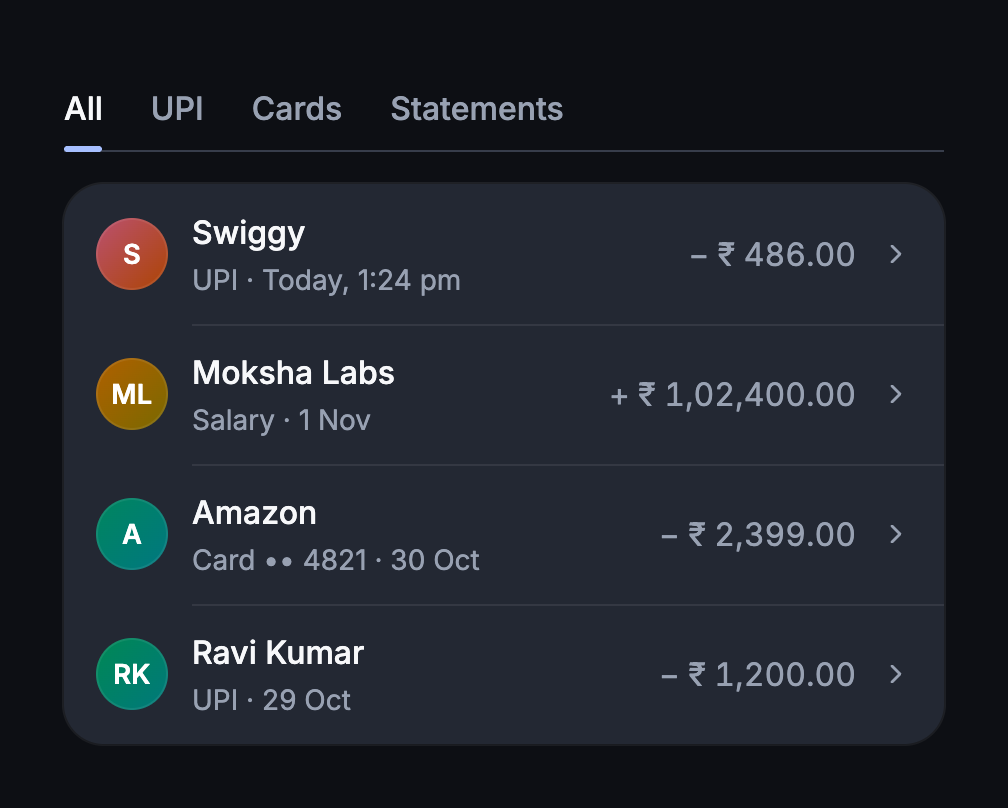 All UPI Cards Statements
S
Swiggy
UPI · Today, 1:24 pm
– ₹ 486.00
ML
Moksha Labs
Salary · 1 Nov
+ ₹ 1,02,400.00
A
Amazon
Card •• 4821 · 30 Oct
– ₹ 2,399.00
RK
Ravi Kumar
UPI · 29 Oct
– ₹ 1,200.00